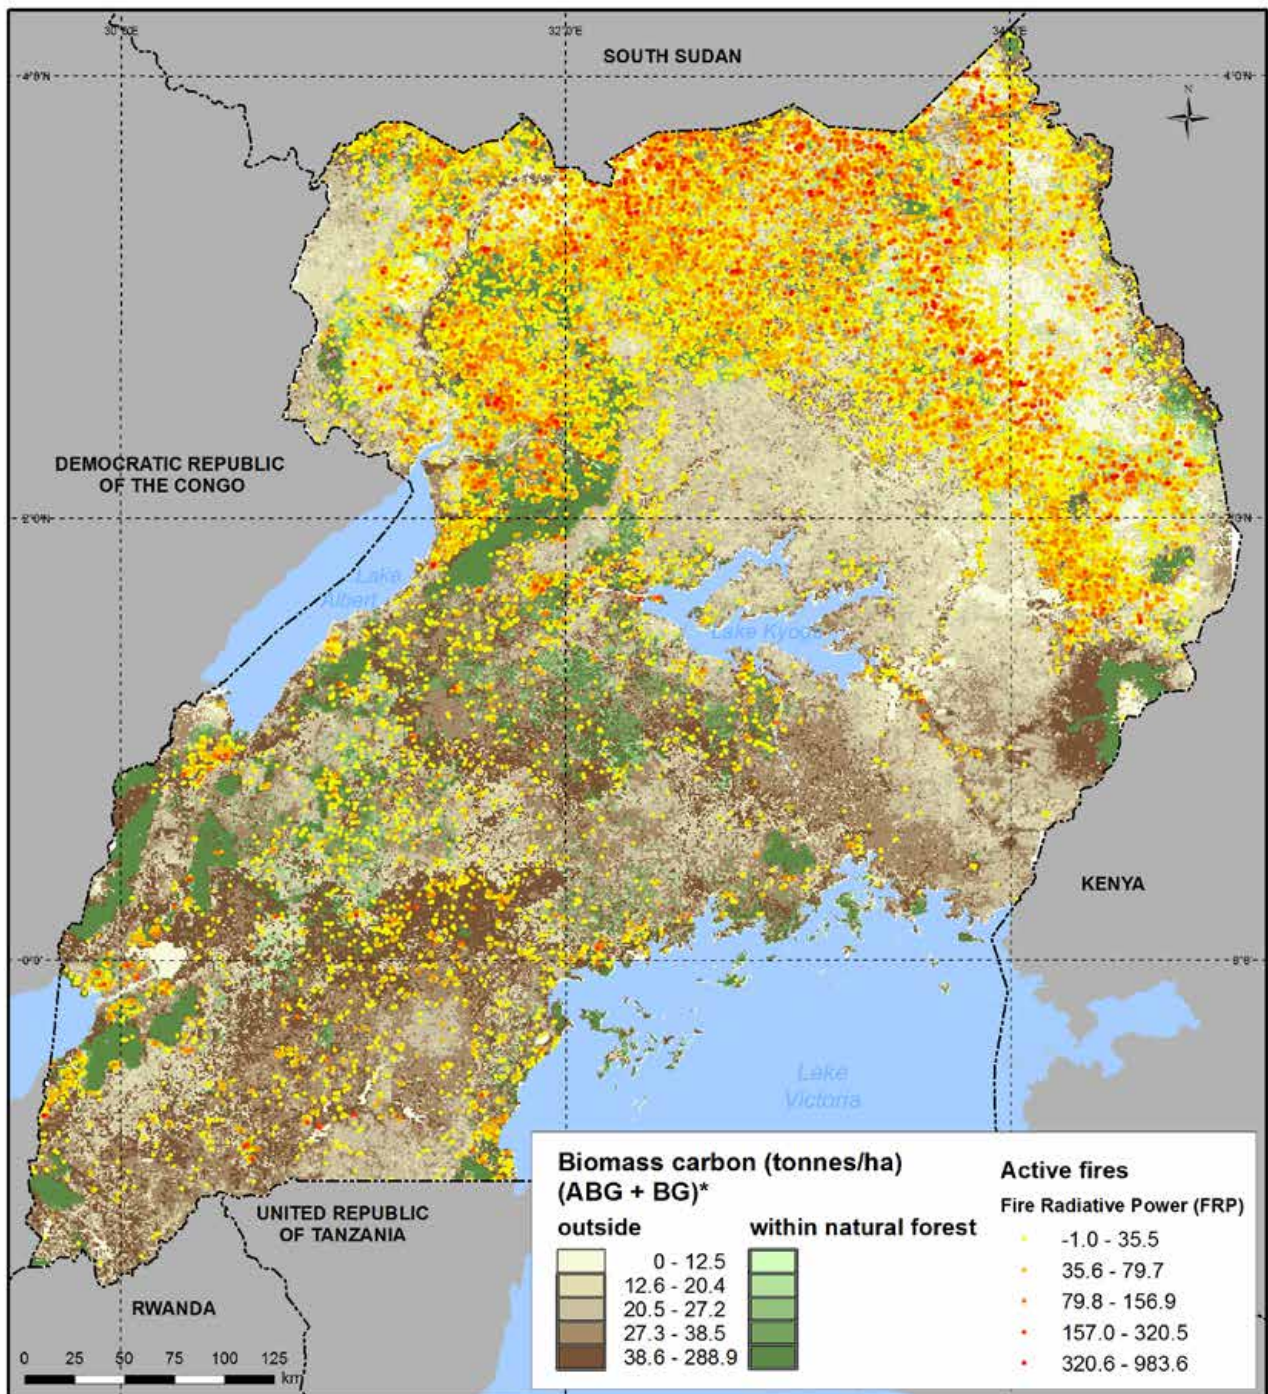 30°0'E 32°0'E 34°0'E
SOUTH SUDAN
4°0'N 4°0'N
N
DEMOCRATIC REPUBLIC
OF THE CONGO
2°0'N
Lake
Albert
Lake Kyoga
KENYA
0°0'
Lake
Victoria
UNITED REPUBLIC
OF TANZANIA
RWANDA
0 25 50 75 100 125
km
Biomass carbon (tonnes/ha)
(ABG + BG)*
outside within natural forest
0 - 12.5
12.6 - 20.4
20.5 - 27.2
27.3 - 38.5
38.6 - 288.9
Active fires
Fire Radiative Power (FRP)
-1.0 - 35.5
35.6 - 79.7
79.8 - 156.9
157.0 - 320.5
320.6 - 983.6